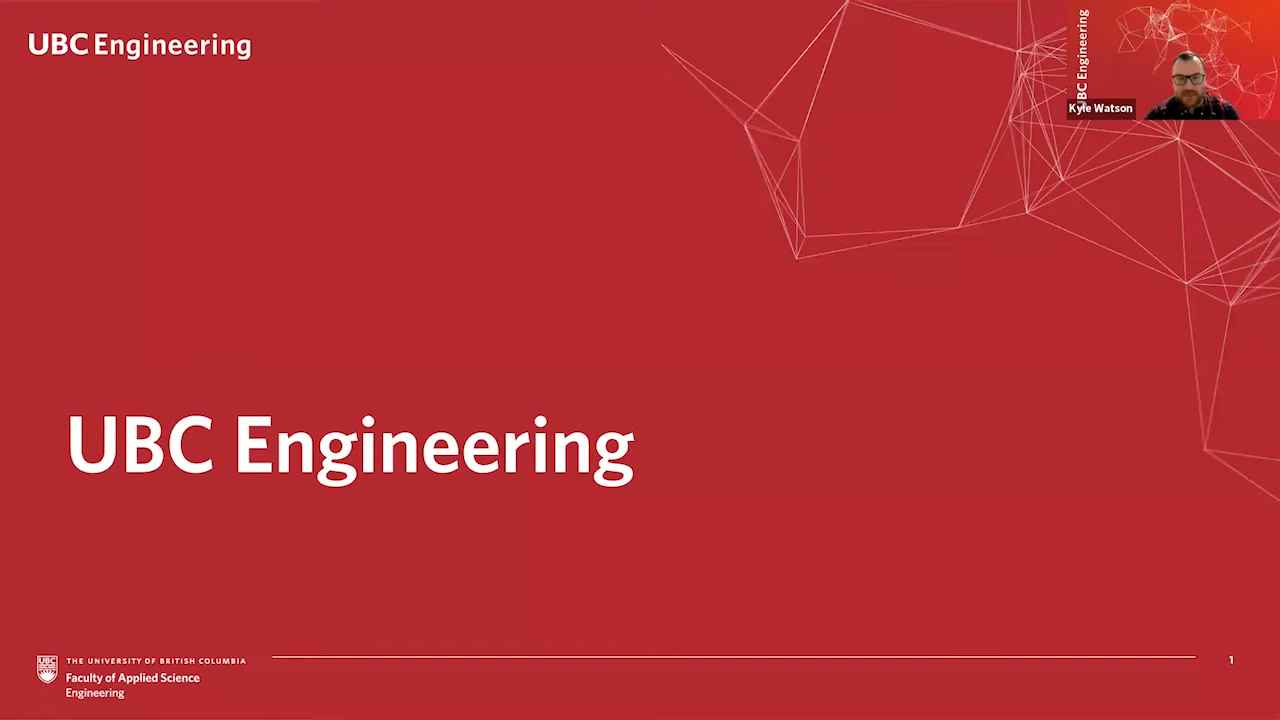 UBC Engineering
UBC Engineering
Kyle Watson
UBC Engineering
UBC
THE UNIVERSITY OF BRITISH COLUMBIA
Faculty of Applied Science
Engineering
1